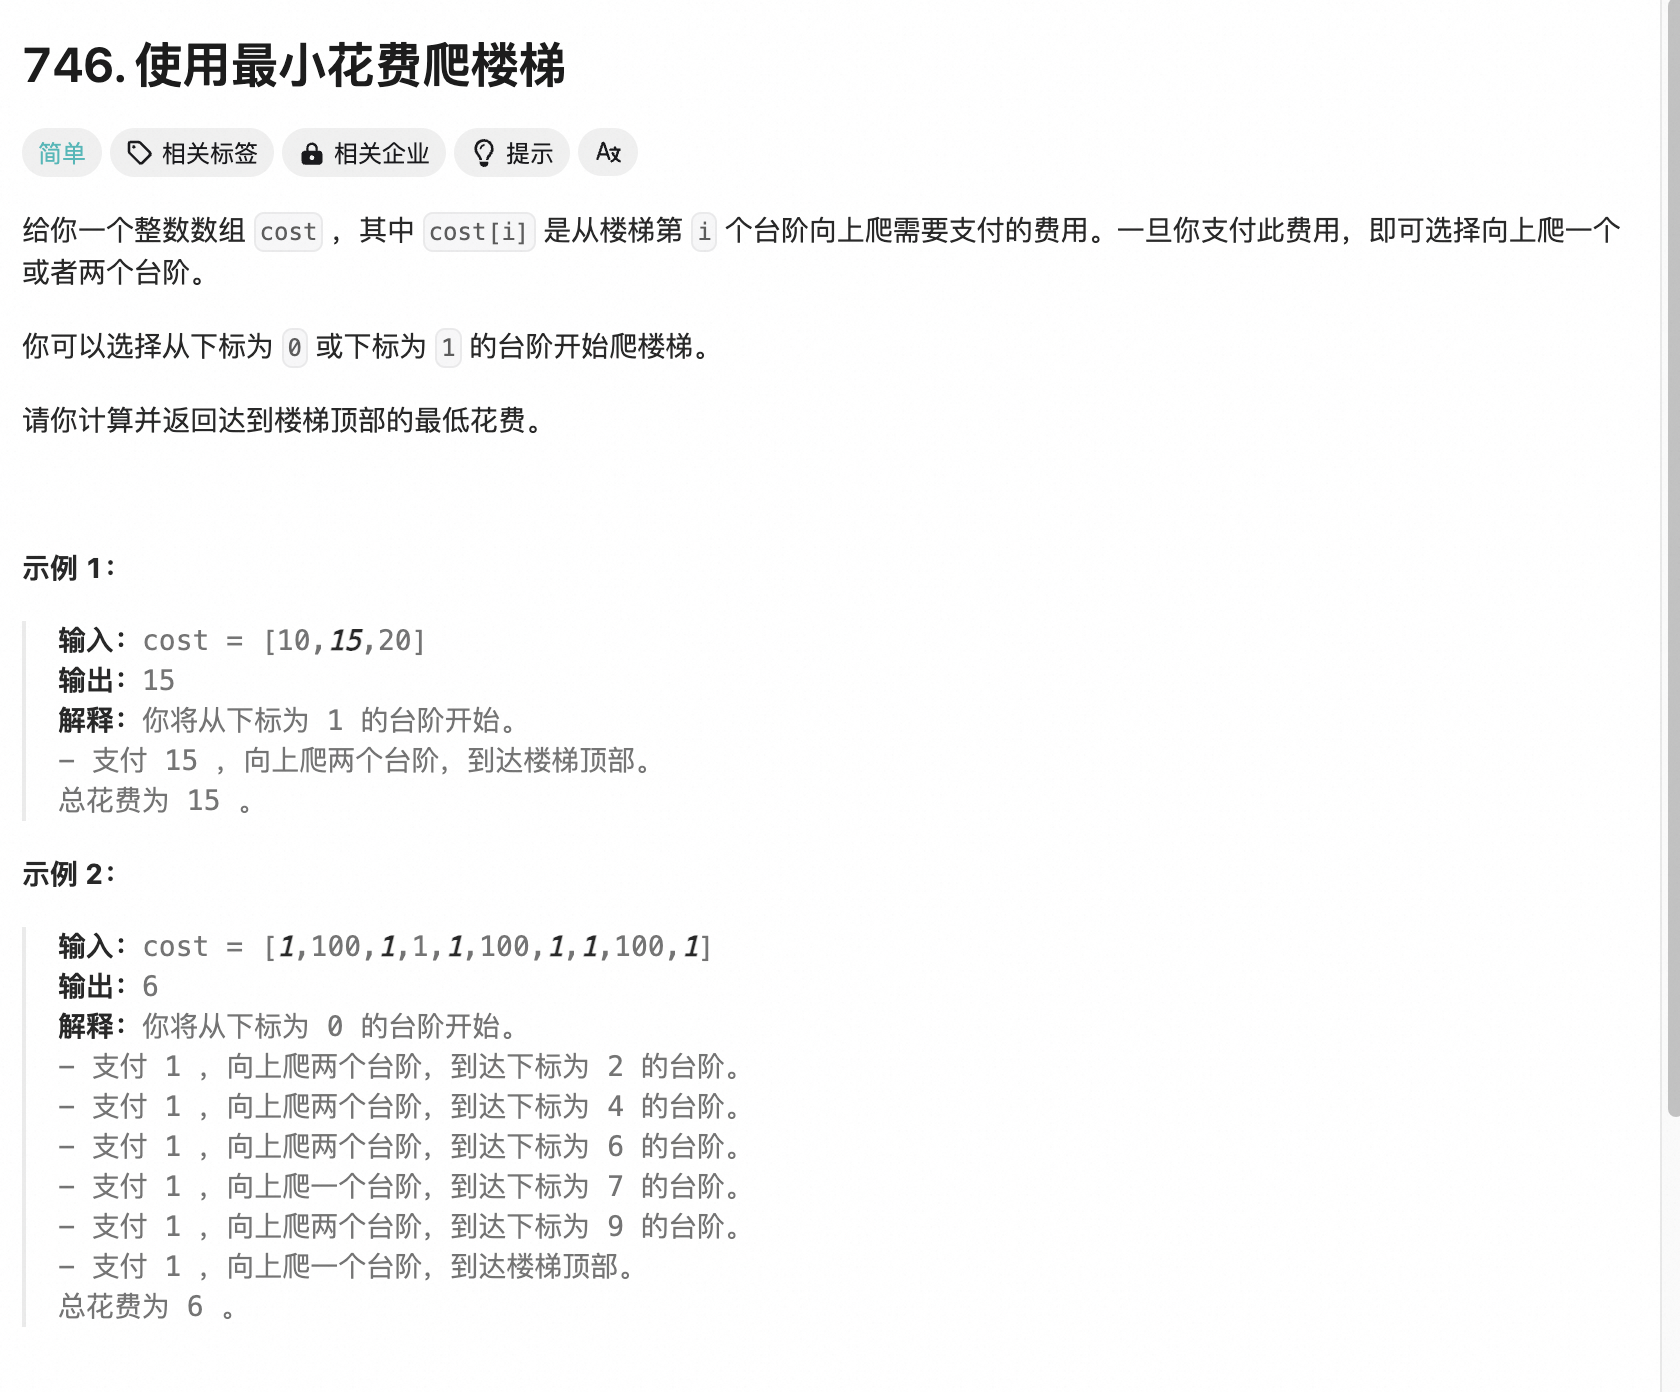 746. 使用最小花费爬楼梯
简单 相关标签 相关企业 提示 A文
给你一个整数数组 cost ，其中 cost[i] 是从楼梯第 i 个台阶向上爬需要支付的费用。一旦你支付此费用，即可选择向上爬一个
或者两个台阶。
你可以选择从下标为 0 或下标为 1 的台阶开始爬楼梯。
请你计算并返回达到楼梯顶部的最低花费。
示例 1：
输入：cost = [10,15,20]
输出：15
解释：你将从下标为 1 的台阶开始。
- 支付 15 ，向上爬两个台阶，到达楼梯顶部。
总花费为 15 。
示例 2：
输入：cost = [1,100,1,1,1,100,1,1,100,1]
输出：6
解释：你将从下标为 0 的台阶开始。
- 支付 1 ，向上爬两个台阶，到达下标为 2 的台阶。
- 支付 1 ，向上爬两个台阶，到达下标为 4 的台阶。
- 支付 1 ，向上爬两个台阶，到达下标为 6 的台阶。
- 支付 1 ，向上爬一个台阶，到达下标为 7 的台阶。
- 支付 1 ，向上爬两个台阶，到达下标为 9 的台阶。
- 支付 1 ，向上爬一个台阶，到达楼梯顶部。
总花费为 6 。